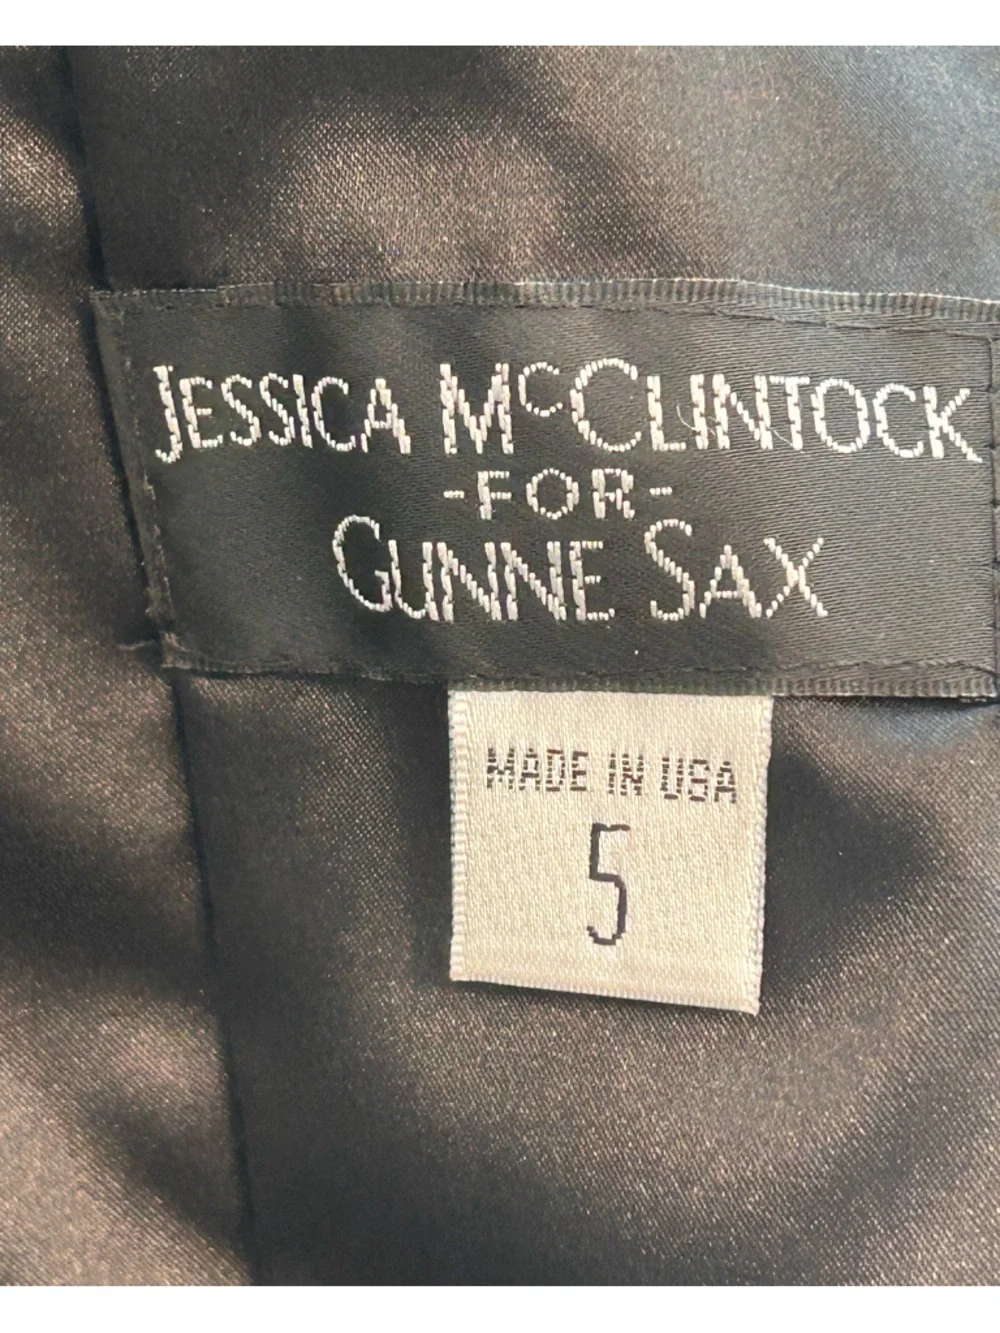 JESSICA McCLINTOCK
-FOR-
GUNNE SAX
MADE IN USA
5